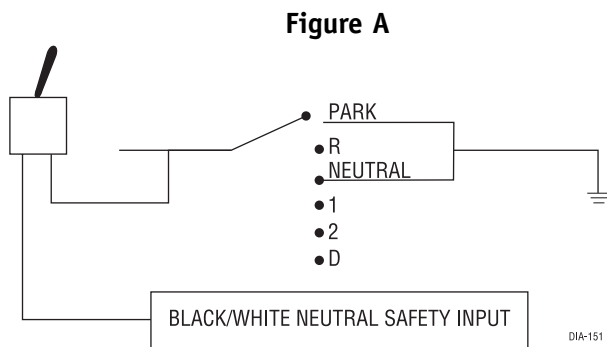 Figure A
PARK
R
NEUTRAL
1
2
D
BLACK/WHITE NEUTRAL SAFETY INPUT
DIA-151